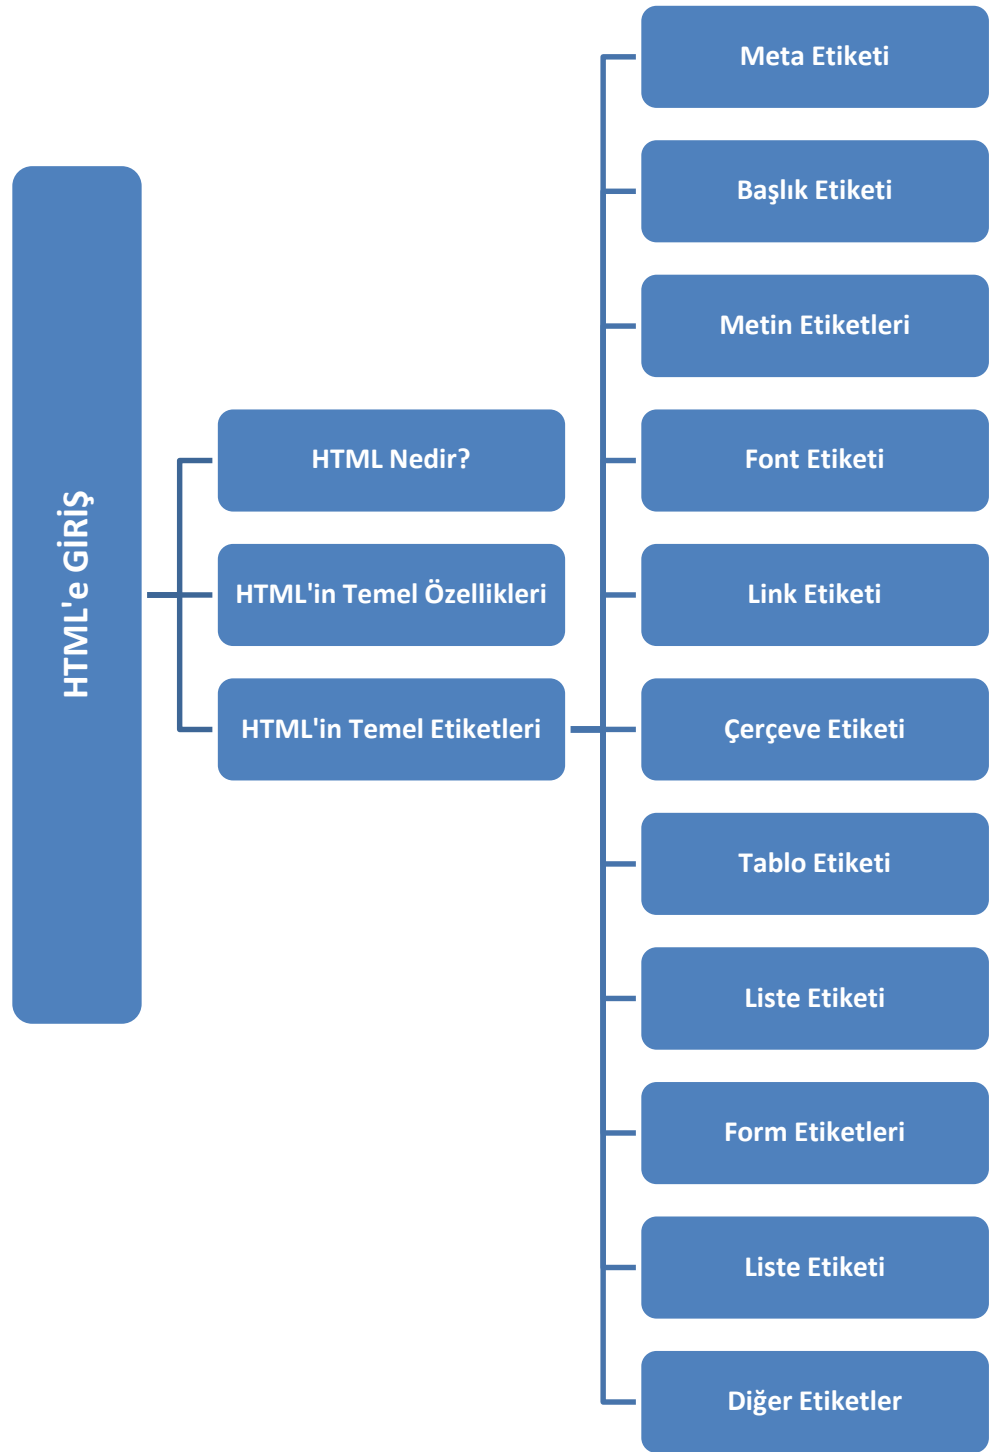 HTML'e GİRİŞ
HTML Nedir?
HTML'in Temel Özellikleri
HTML'in Temel Etiketleri
Meta Etiketi
Başlık Etiketi
Metin Etiketleri
Font Etiketi
Link Etiketi
Çerçeve Etiketi
Tablo Etiketi
Liste Etiketi
Form Etiketleri
Liste Etiketi
Diğer Etiketler